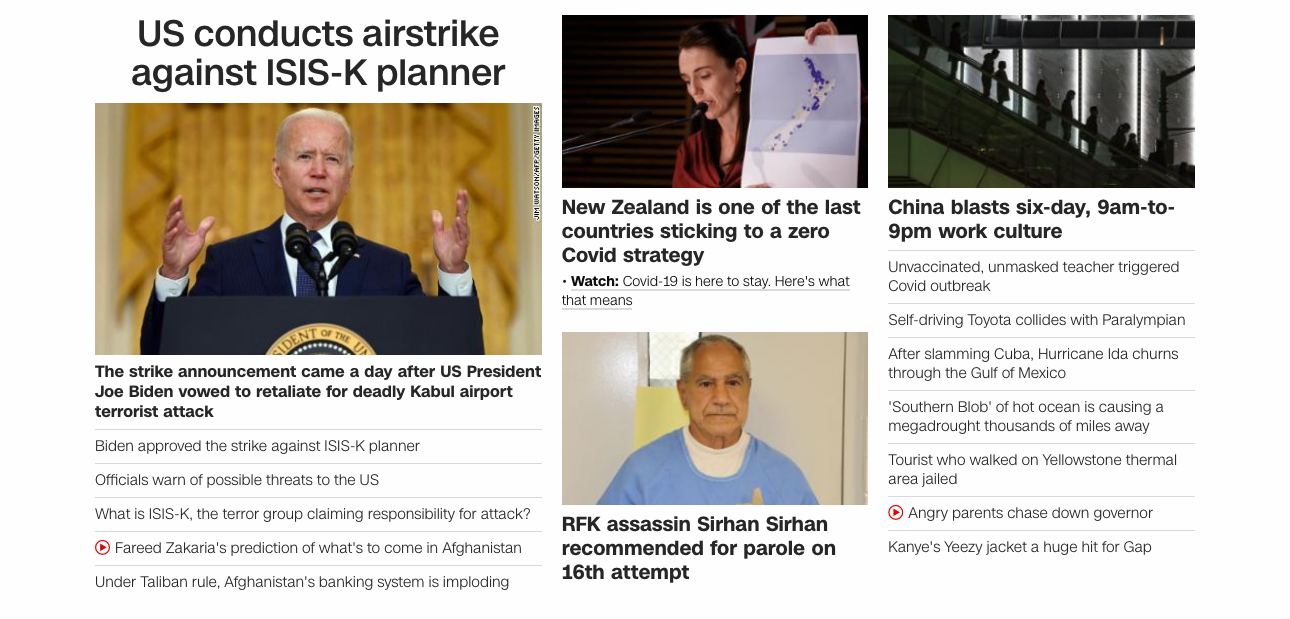 US conducts airstrike
against ISIS-K planner
JIM WATSON/AFP/GETTY IMAGES
SIDENT OF THE UN
The strike announcement came a day after US President
Joe Biden vowed to retaliate for deadly Kabul airport
terrorist attack
Biden approved the strike against ISIS-K planner
Officials warn of possible threats to the US
What is ISIS-K, the terror group claiming responsibility for attack?
Fareed Zakaria's prediction of what's to come in Afghanistan
Under Taliban rule, Afghanistan's banking system is imploding
New Zealand is one of the last
countries sticking to a zero
Covid strategy
• Watch: Covid-19 is here to stay. Here's what
that means
RFK assassin Sirhan Sirhan
recommended for parole on
16th attempt
China blasts six-day, 9am-to-
9pm work culture
Unvaccinated, unmasked teacher triggered
Covid outbreak
Self-driving Toyota collides with Paralympian
After slamming Cuba, Hurricane Ida churns
through the Gulf of Mexico
'Southern Blob' of hot ocean is causing a
megadrought thousands of miles away
Tourist who walked on Yellowstone thermal
area jailed
Angry parents chase down governor
Kanye's Yeezy jacket a huge hit for Gap